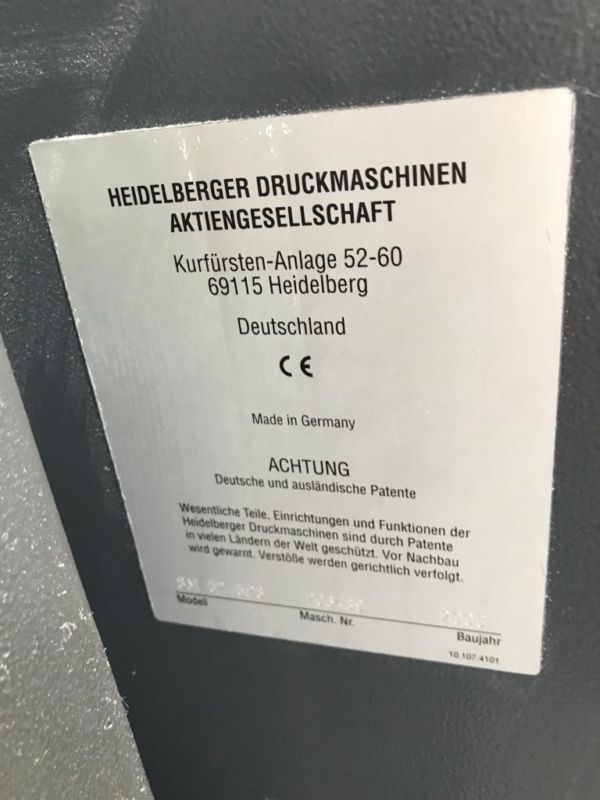 HEIDELBERGER DRUCKMASCHINEN
AKTIENGESELLSCHAFT
Kurfürsten-Anlage 52-60
69115 Heidelberg
Deutschland
CE
Made in Germany
ACHTUNG
Deutsche und ausländische Patente
Wesentliche Teile, Einrichtungen und Funktionen der
Heidelberger Druckmaschinen sind durch Patente
in vielen Ländern der Welt geschützt. Vor Nachbau
wird gewarnt. Verstöße werden gerichtlich verfolgt.
Modell
Masch. Nr.
Baujahr
10.107.4101